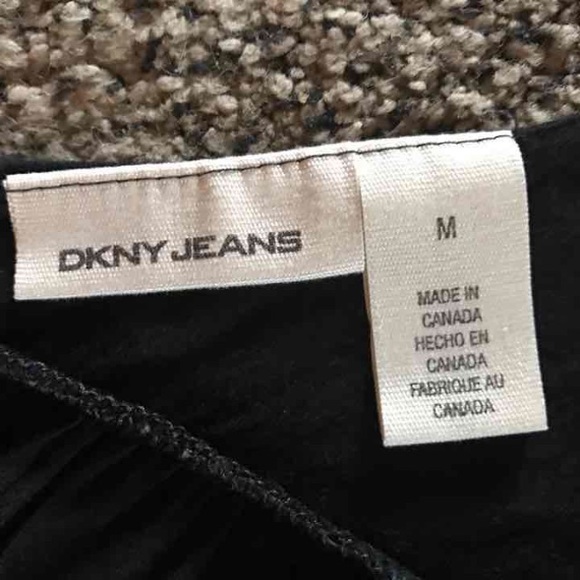 DKNY JEANS
M
MADE IN
CANADA
HECHO EN
CANADA
FABRIQUE AU
CANADA